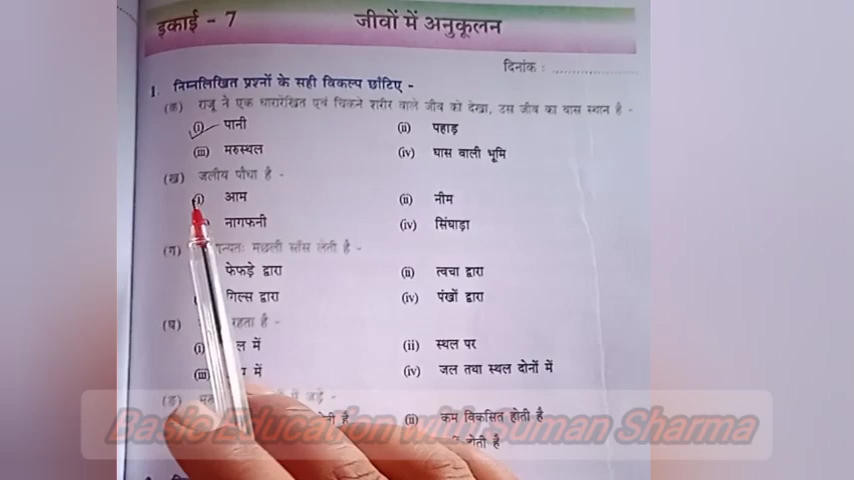 इकाई - 7 जीवों में अनुकूलन
दिनांक :
1. निम्नलिखित प्रश्नों के सही विकल्प छाँटिए -
(क) राजू ने एक धारारेखित एवं चिकने शरीर वाले जीव को देखा, उस जीव का वास स्थान है -
(i) पानी (ii) पहाड़
(iii) मरुस्थल (iv) घास वाली भूमि
(ख) जलीय पौधा है -
(i) आम (ii) नीम
नागफनी (iv) सिंघाड़ा
(ग) मछली साँस लेती है -
फेफड़े द्वारा (ii) त्वचा द्वारा
गिल्स द्वारा (iv) पंखों द्वारा
(घ) रहता है -
(i) में (ii) स्थल पर
(iii) में (iv) जल तथा स्थल दोनों में
(ङ) में जड़ें -
होती है (ii) कम विकसित होती है
होती है
Basic Education with Suman Sharma